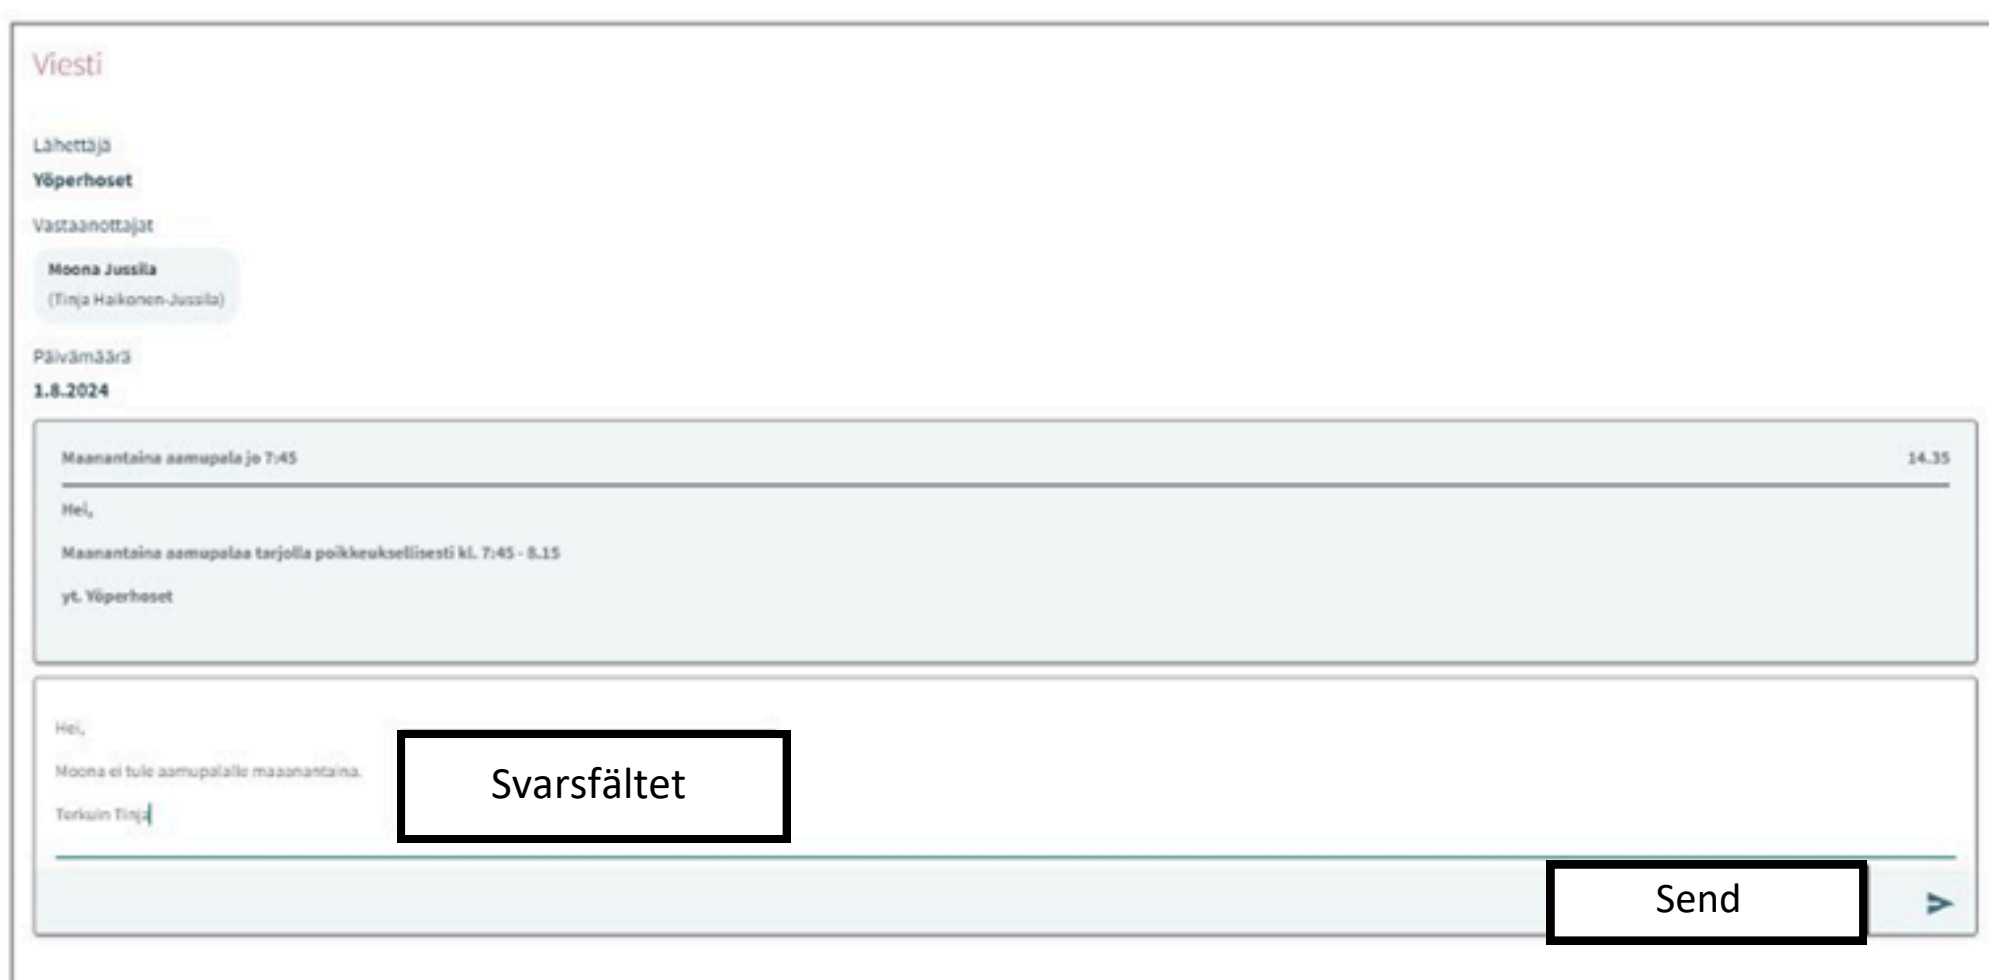 Viesti
Lähettäjä
Yöperhoset
Vastaanottajat
Moona Jussila
(Tinja Haikonen-Jussila)
Päivämäärä
1.8.2024
Maanantaina aamupala jo 7:45 14.35
Hei,
Maanantaina aamupalaa tarjolla poikkeuksellisesti kl. 7:45 - 8.15
yt. Yöperhoset
Hei,
Moona ei tule aamupalalle maaanantaina.
Terkuin Tinja
Svarsfältet
Send